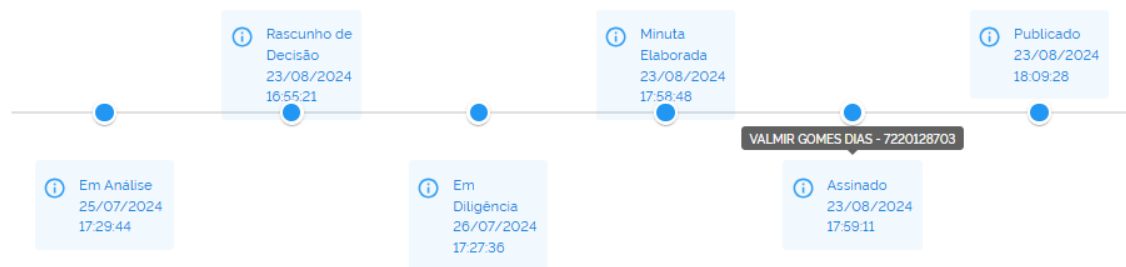 Em Análise
25/07/2024
17:29:44
Rascunho de
Decisão
23/08/2024
16:55:21
Em
Diligência
26/07/2024
17:27:36
Minuta
Elaborada
23/08/2024
17:58:48
VALMIR GOMES DIAS - 7220128703
Assinado
23/08/2024
17:59:11
Publicado
23/08/2024
18:09:28